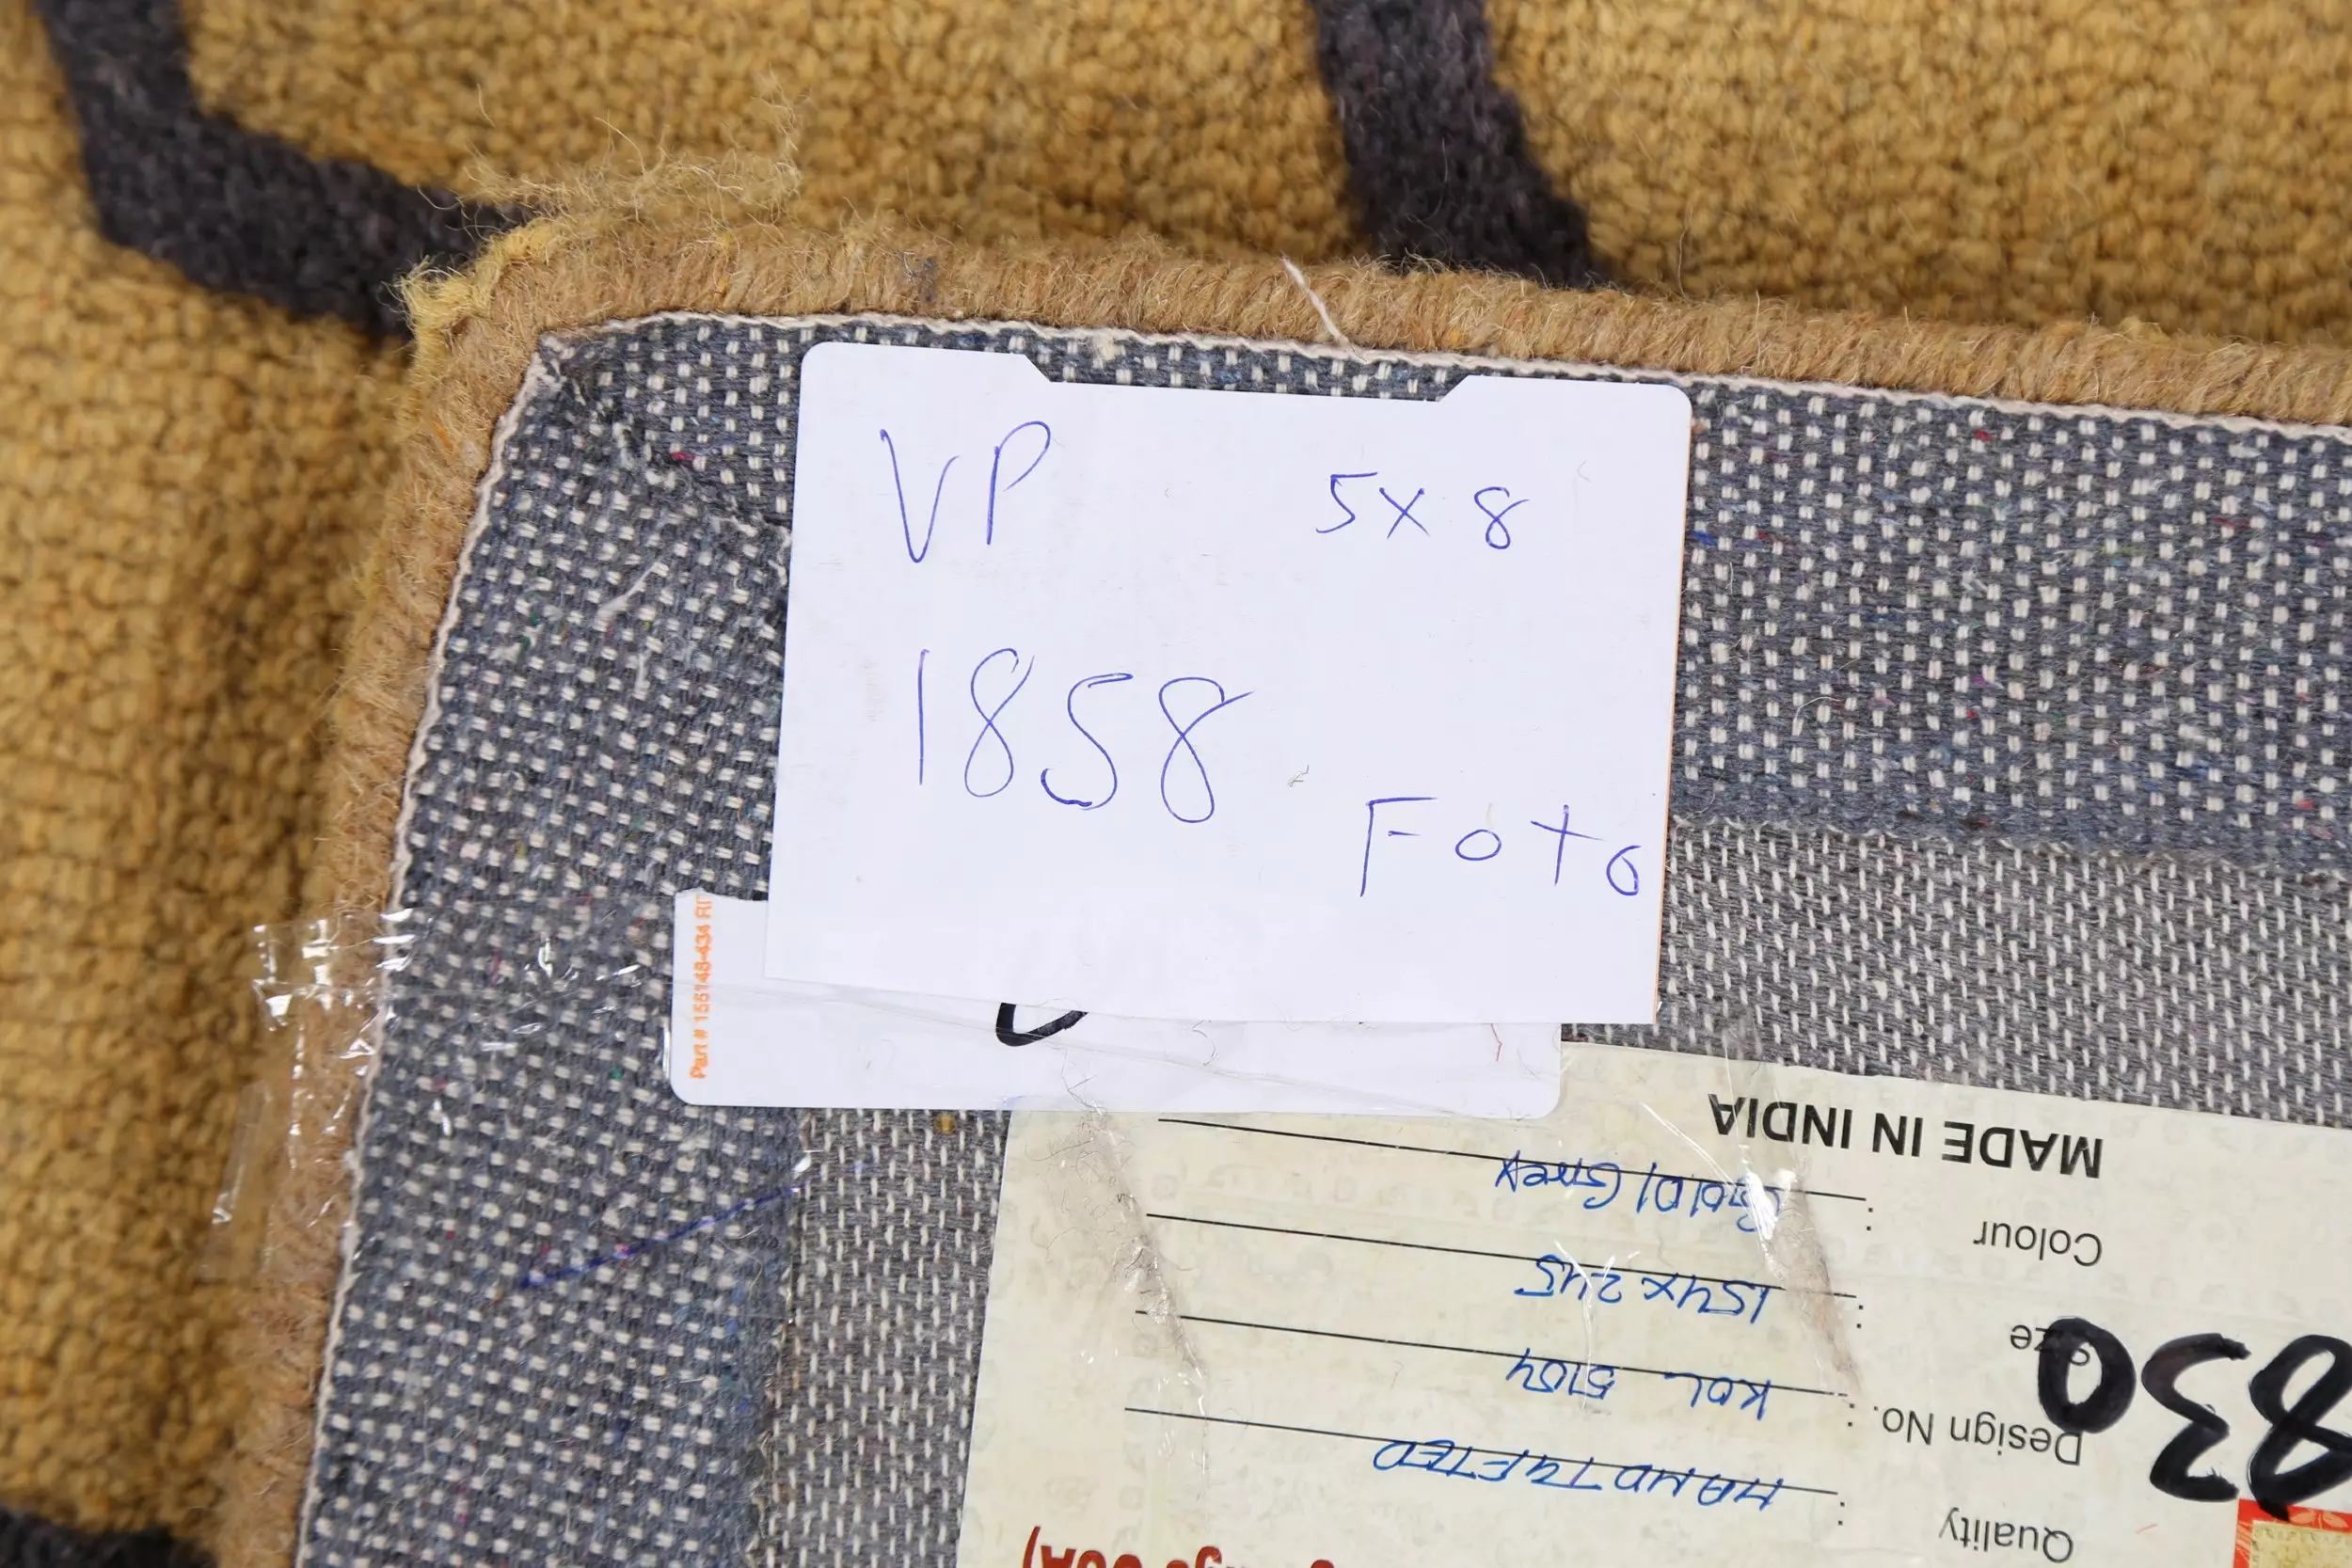 VP 5X8
1858
Foto
Part # 155148-434 RI
MADE IN INDIA
Colour : Gold/Grey
Size : 154X245
Design No. : KOL 5104
Quality : HANDTUFTED
830